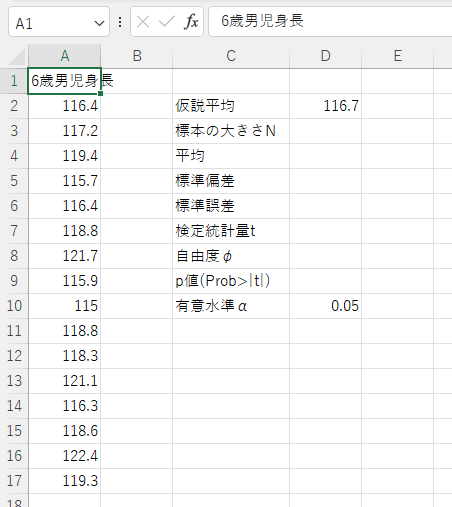 A1 fx 6歳男児身長
A B C D E
1 6歳男児身長
2 116.4 仮説平均 116.7
3 117.2 標本の大きさN
4 119.4 平均
5 115.7 標準偏差
6 116.4 標準誤差
7 118.8 検定統計量t
8 121.7 自由度φ
9 115.9 p値(Prob>|t|)
10 115 有意水準α 0.05
11 118.8
12 118.3
13 121.1
14 116.3
15 118.6
16 122.4
17 119.3
18